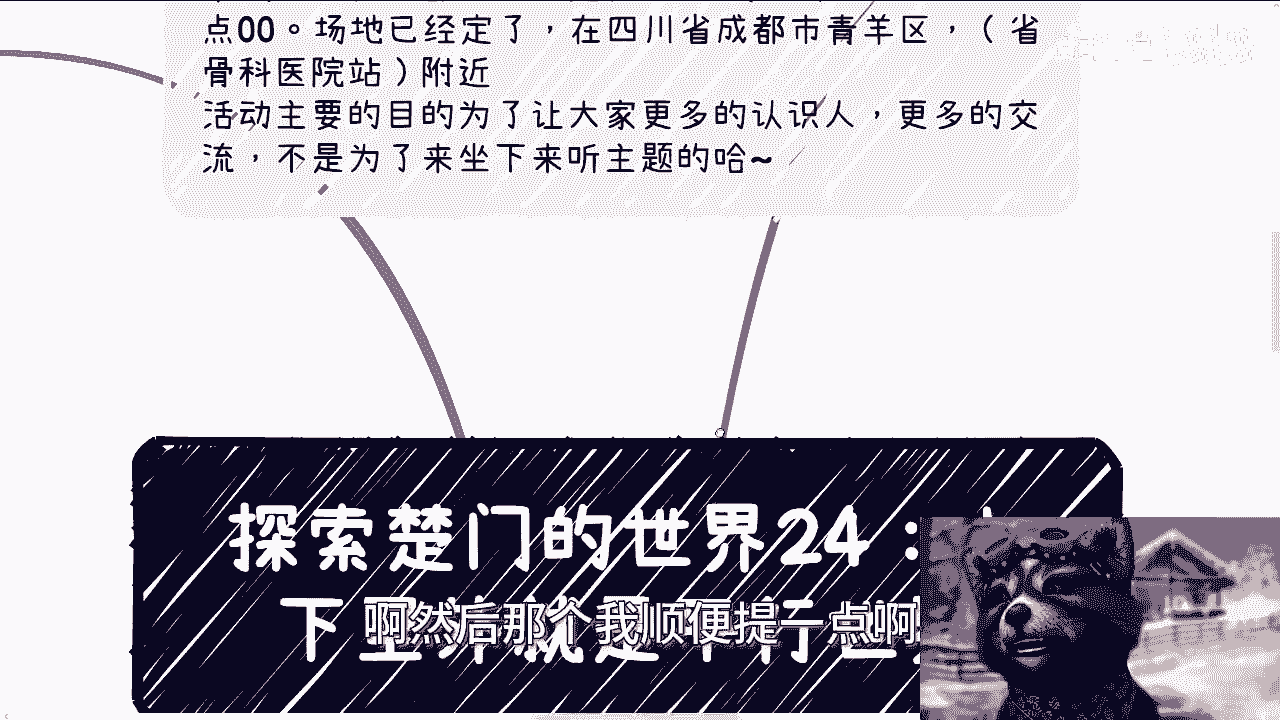 点00。场地已经定了，在四川省成都市青羊区，（省
骨科医院站）附近
活动主要的目的为了让大家更多的认识人，更多的交
流，不是为了来坐下来听主题的哈~
探索楚门的世界24：
下
啊然后那个我顺便提一点啊